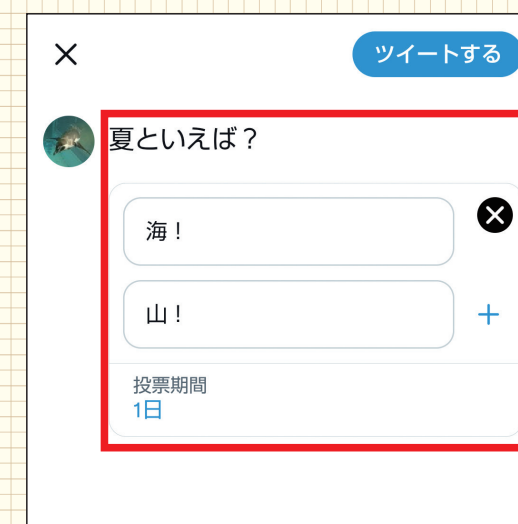 ツイートする
夏といえば？
海！
山！
投票期間
1日